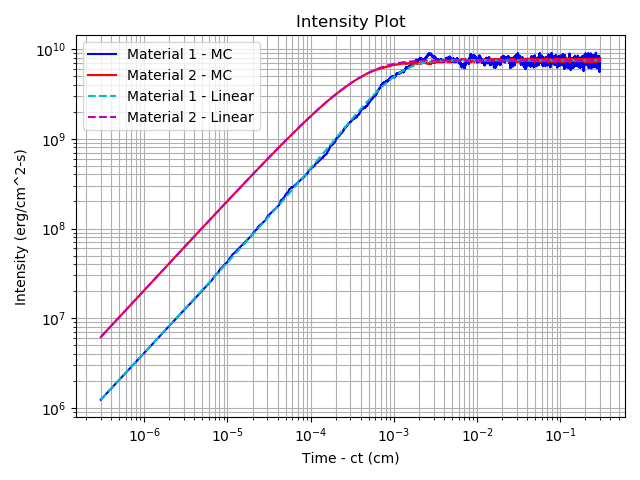 Intensity Plot
Material 1 - MC
Material 2 - MC
Material 1 - Linear
Material 2 - Linear
Intensity (erg/cm^2-s)
10^10
10^9
10^8
10^7
10^6
10^−6 10^−5 10^−4 10^−3 10^−2 10^−1
Time - ct (cm)